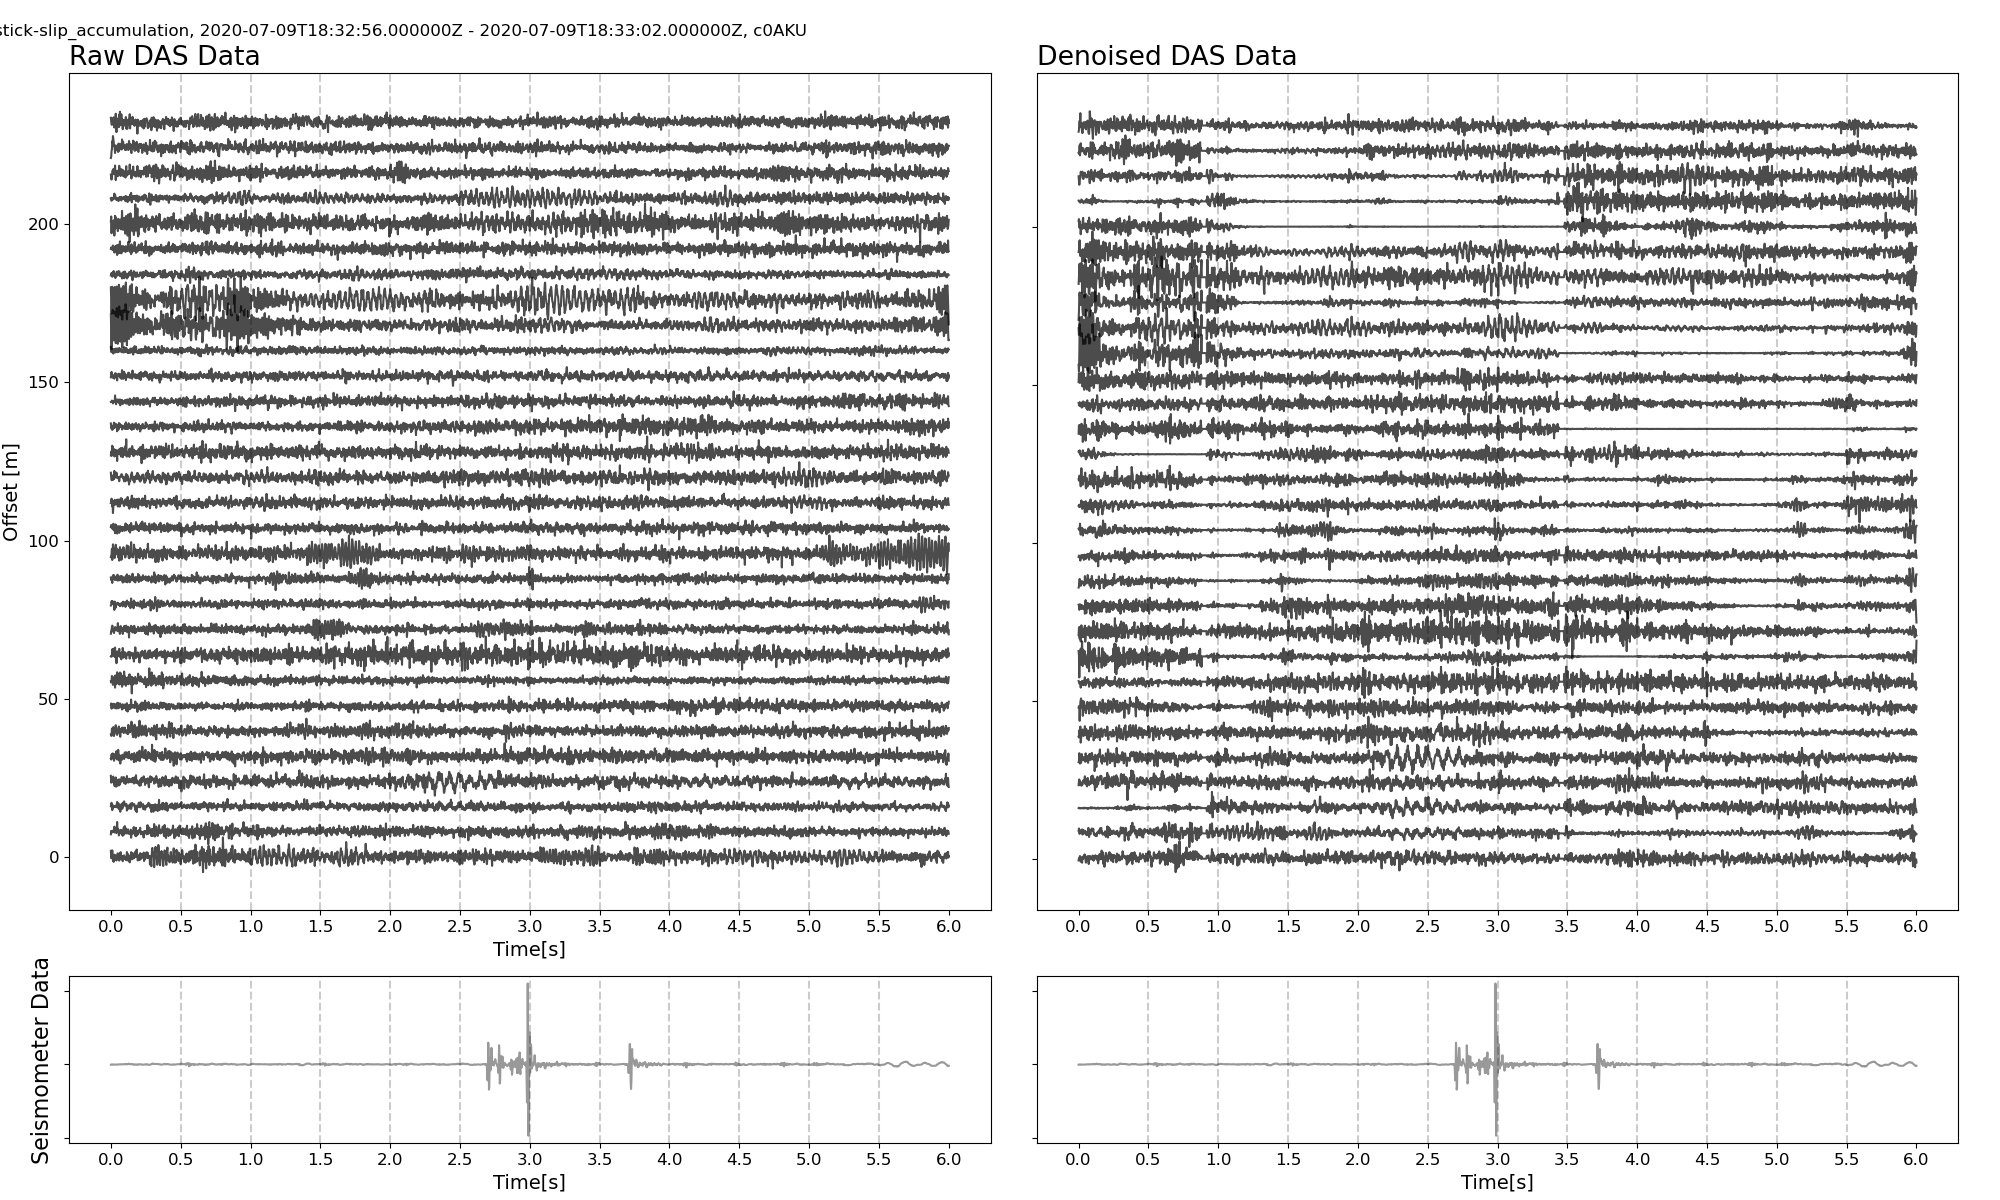 stick-slip_accumulation, 2020-07-09T18:32:56.000000Z - 2020-07-09T18:33:02.000000Z, c0AKU
Raw DAS Data
Denoised DAS Data
Offset [m]
200
150
100
50
0
0.0 0.5 1.0 1.5 2.0 2.5 3.0 3.5 4.0 4.5 5.0 5.5 6.0
Time[s]
0.0 0.5 1.0 1.5 2.0 2.5 3.0 3.5 4.0 4.5 5.0 5.5 6.0
Seismometer Data
0.0 0.5 1.0 1.5 2.0 2.5 3.0 3.5 4.0 4.5 5.0 5.5 6.0
Time[s]
0.0 0.5 1.0 1.5 2.0 2.5 3.0 3.5 4.0 4.5 5.0 5.5 6.0
Time[s]